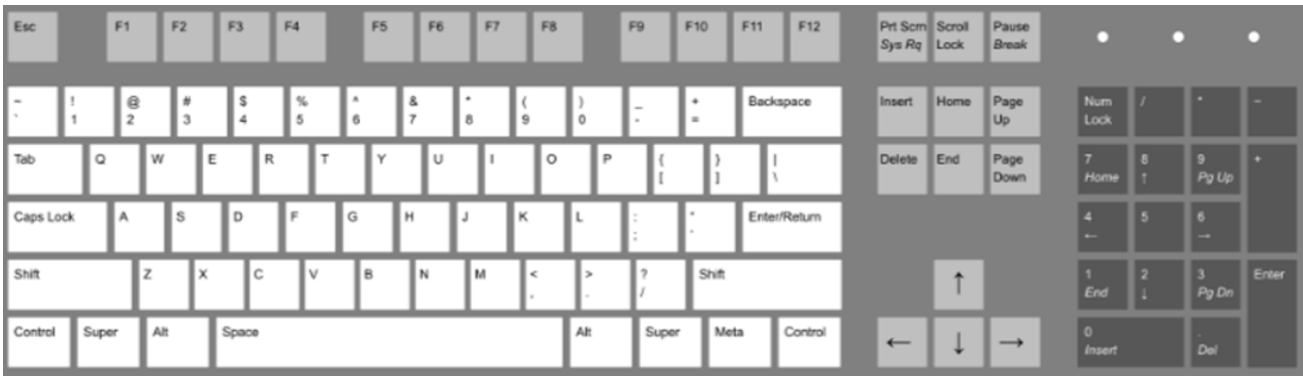 Esc F1 F2 F3 F4 F5 F6 F7 F8 F9 F10 F11 F12 Prt Scrn Scroll Pause
Sys Rq Lock Break
~ ! @ # $ % ^ & * ( ) _ + Backspace Insert Home Page Num / * −
` 1 2 3 4 5 6 7 8 9 0 - = Up Lock
Tab Q W E R T Y U I O P { } | Delete End Page 7 8 9 +
[ ] \ Down Home ↑ Pg Up
Caps Lock A S D F G H J K L : " Enter/Return 4 5 6
; ' ← →
Shift Z X C V B N M < > ? Shift ↑ 1 2 3 Enter
, . / End ↓ Pg Dn
Control Super Alt Space Alt Super Meta Control ← ↓ → 0 .
Insert Del